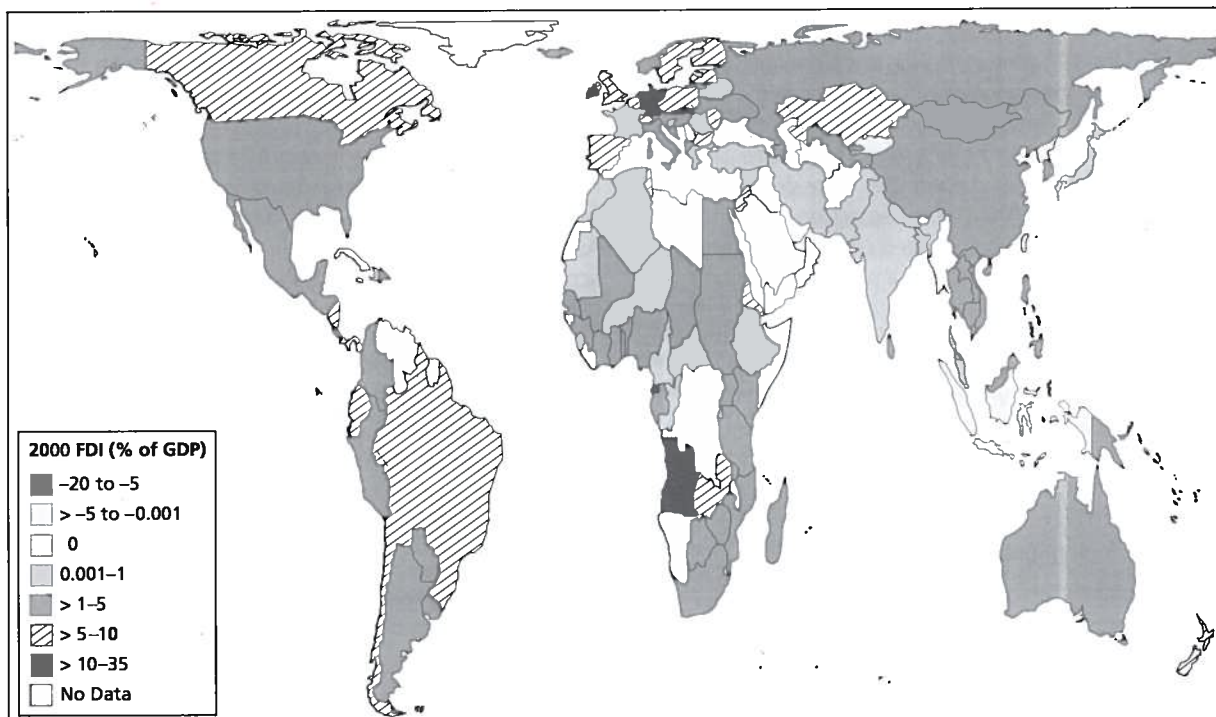 2000 FDI (% of GDP)
–20 to –5
> –5 to –0.001
0
0.001–1
> 1–5
> 5–10
> 10–35
No Data